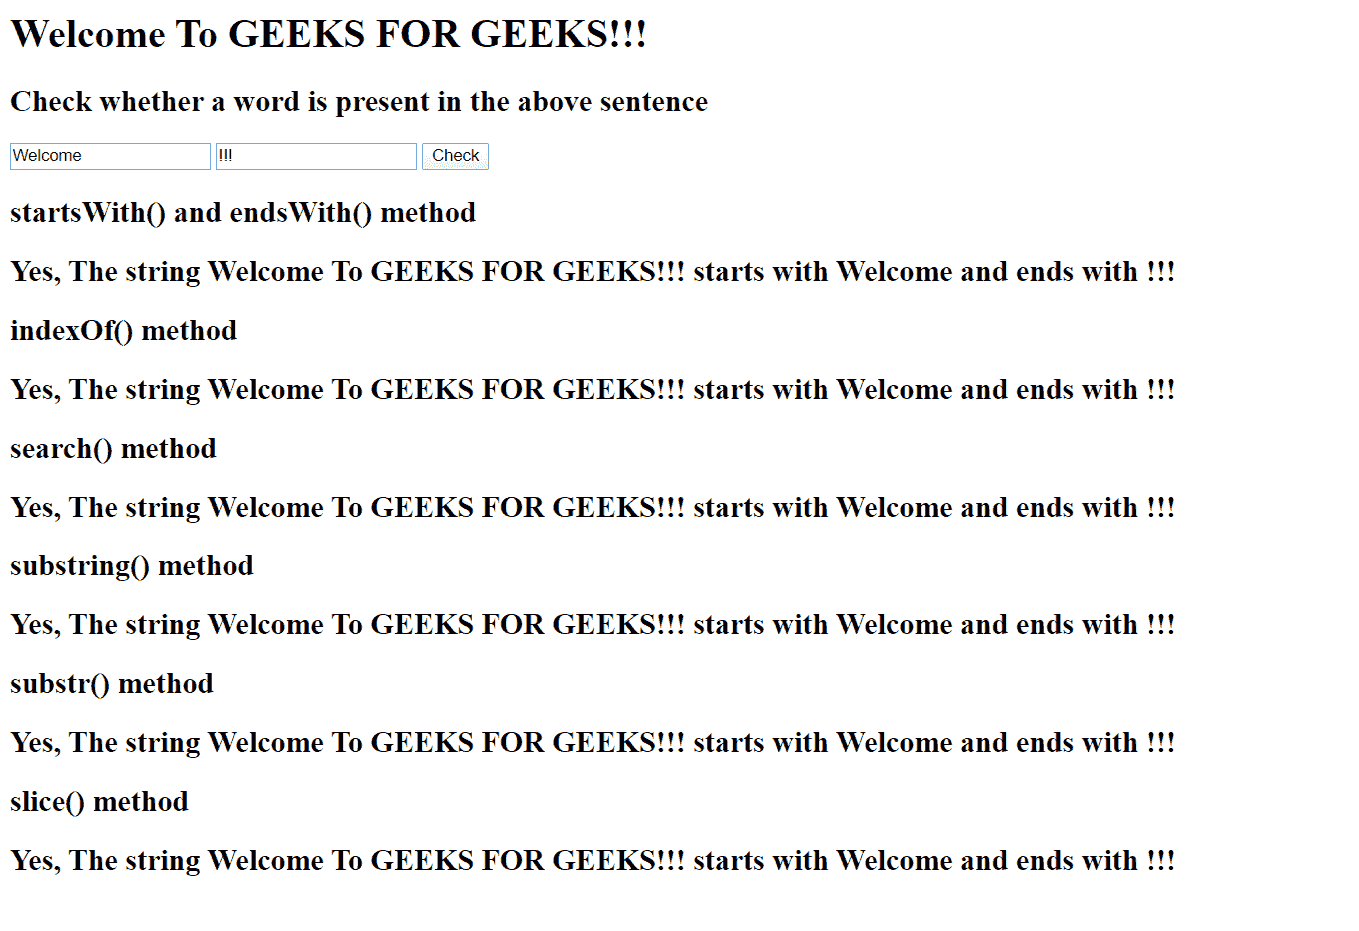 Welcome To GEEKS FOR GEEKS!!!
Check whether a word is present in the above sentence
Welcome !!! Check
startsWith() and endsWith() method
Yes, The string Welcome To GEEKS FOR GEEKS!!! starts with Welcome and ends with !!!
indexOf() method
Yes, The string Welcome To GEEKS FOR GEEKS!!! starts with Welcome and ends with !!!
search() method
Yes, The string Welcome To GEEKS FOR GEEKS!!! starts with Welcome and ends with !!!
substring() method
Yes, The string Welcome To GEEKS FOR GEEKS!!! starts with Welcome and ends with !!!
substr() method
Yes, The string Welcome To GEEKS FOR GEEKS!!! starts with Welcome and ends with !!!
slice() method
Yes, The string Welcome To GEEKS FOR GEEKS!!! starts with Welcome and ends with !!!